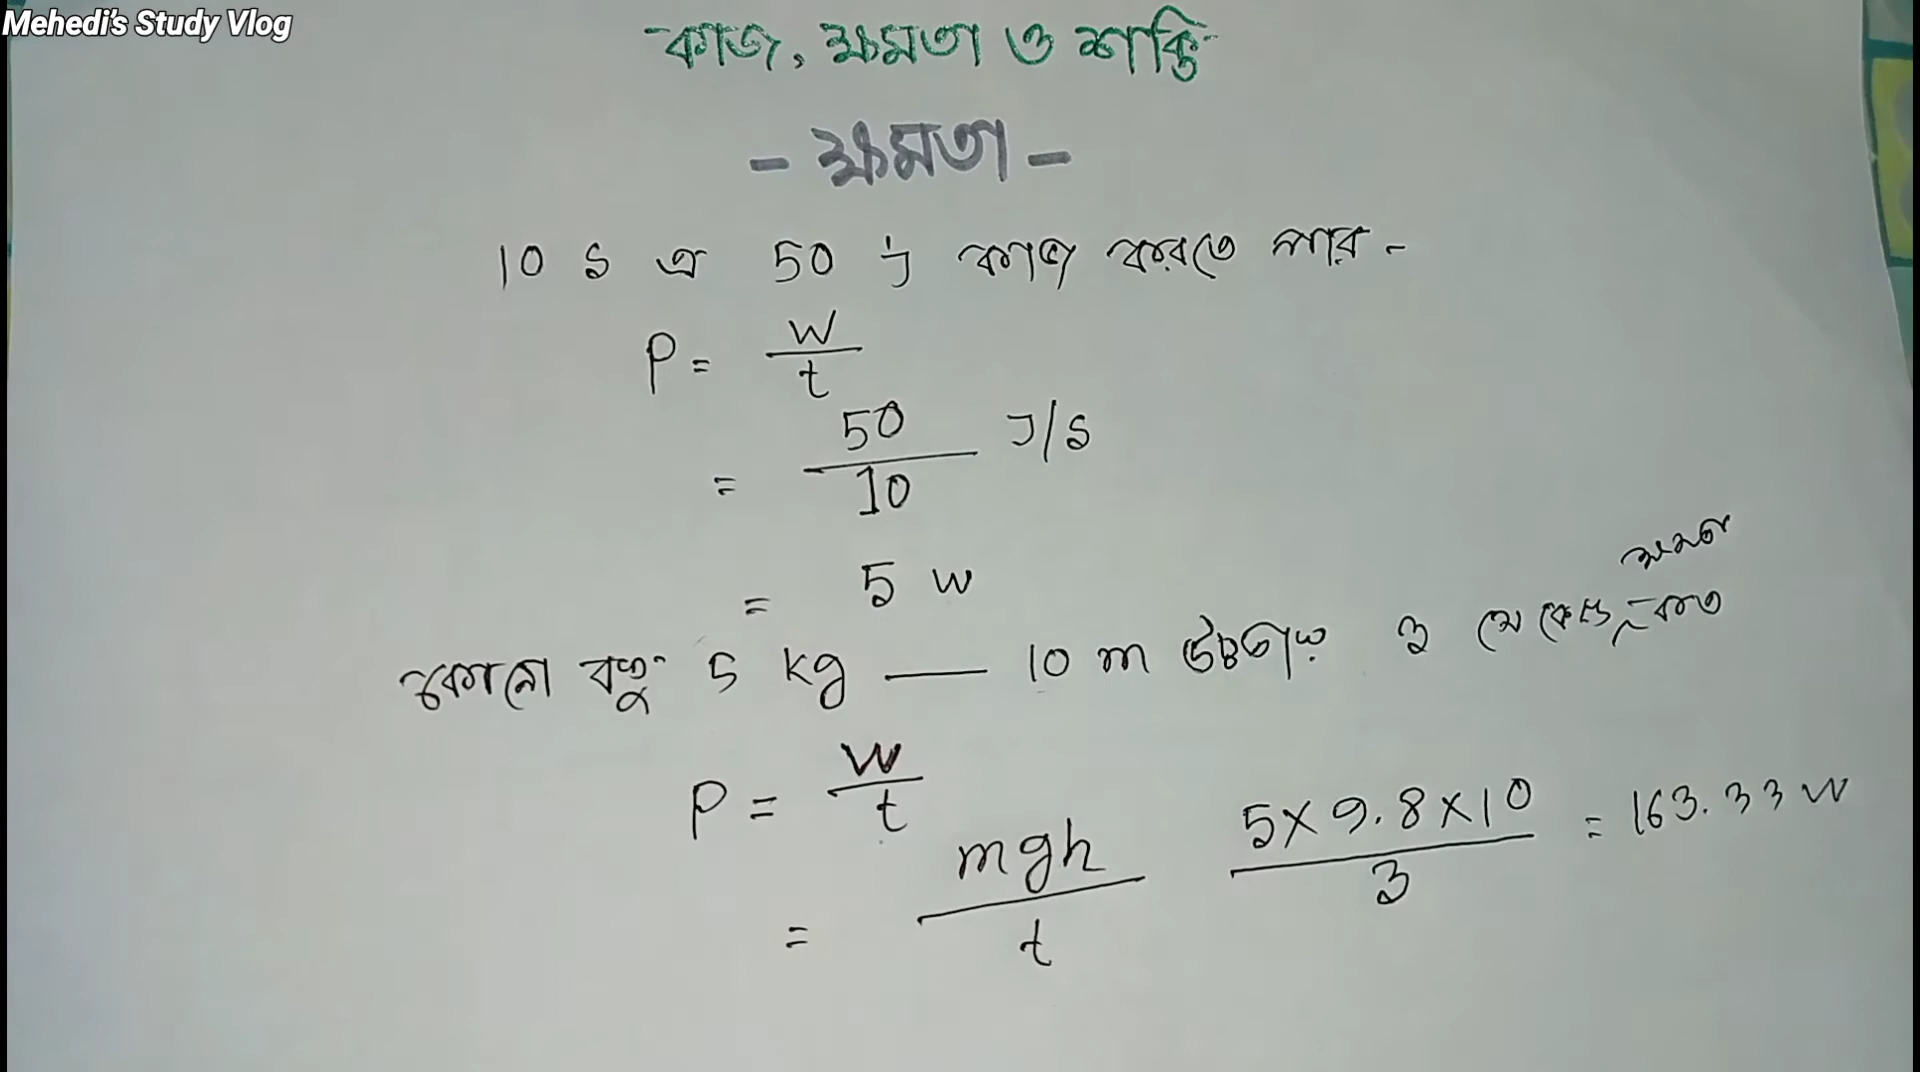 Mehedi's Study Vlog
কাজ, ক্ষমতা ও শক্তি
- ক্ষমতা -
10 s এ 50 J কাজ করতে পার -
P = W/t
= 50/10 J/s
= 5 W
ক্ষমতা
কোনো বস্তু 5 kg — 10 m উচ্চতায় 3 সেকেন্ডে কত
P = W/t
= mgh/t 5×9.8×10/3 = 163.33 W